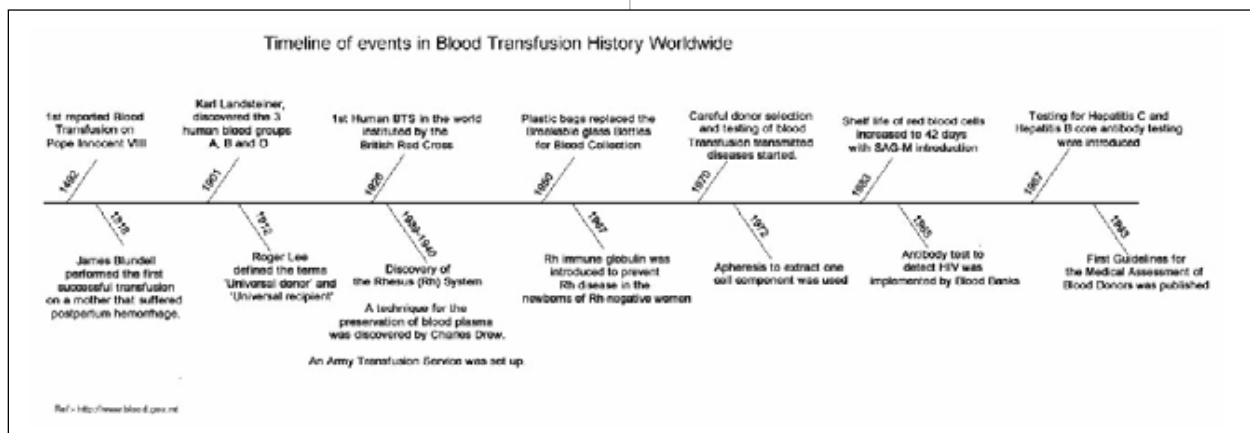 Timeline of events in Blood Transfusion History Worldwide
1st reported Blood
Transfusion on
Pope Innocent VIII
1492
Karl Landsteiner,
discovered the 3
human blood groups
A, B and O
1901
1st Human BTS in the world
instituted by the
British Red Cross
1926
Plastic bags replaced the
Breakable glass Bottles
for Blood Collection
1950
Careful donor selection
and testing of blood
Transfusion transmitted
diseases started.
1970
Shelf life of red blood cells
increased to 42 days
with SAG-M introduction
1983
Testing for Hepatitis C and
Hepatitis B core antibody testing
were introduced
1987
1818
James Blundell
performed the first
successful transfusion
on a mother that suffered
postpartum hemorrhage.
1912
Roger Lee
defined the terms
'Universal donor' and
'Universal recipient'
1939-1940
Discovery of
the Rhesus (Rh) System
A technique for the
preservation of blood plasma
was discovered by Charles Drew.
An Army Transfusion Service was set up.
1967
Rh immune globulin was
introduced to prevent
Rh disease in the
newborns of Rh-negative women
1972
Apheresis to extract one
cell component was used
1985
Antibody test to
detect HIV was
implemented by Blood Banks
First Guidelines for
the Medical Assessment of
Blood Donors was published
Ref:- http://www.blood.gov.mt